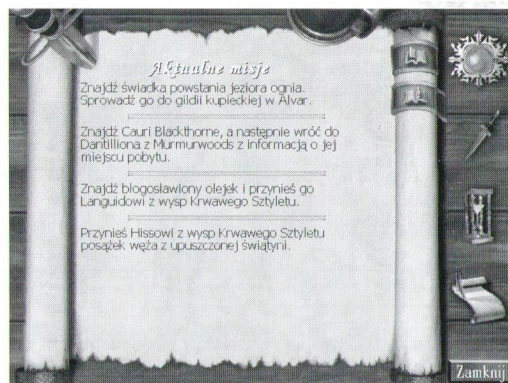 Aktualne misje
Znajdź świadka powstania jeziora ognia.
Sprowadź go do gildii kupieckiej w Alvar.
Znajdź Cauri Blackthorne, a następnie wróć do
Dantilliona z Murmurwoods z informacją o jej
miejscu pobytu.
Znajdź błogosławiony olejek i przynieś go
Languidowi z wysp Krwawego Sztyletu.
Przynieś Hissowi z wysp Krwawego Sztyletu
posążek węża z upuszczonej świątyni.
Zamknij